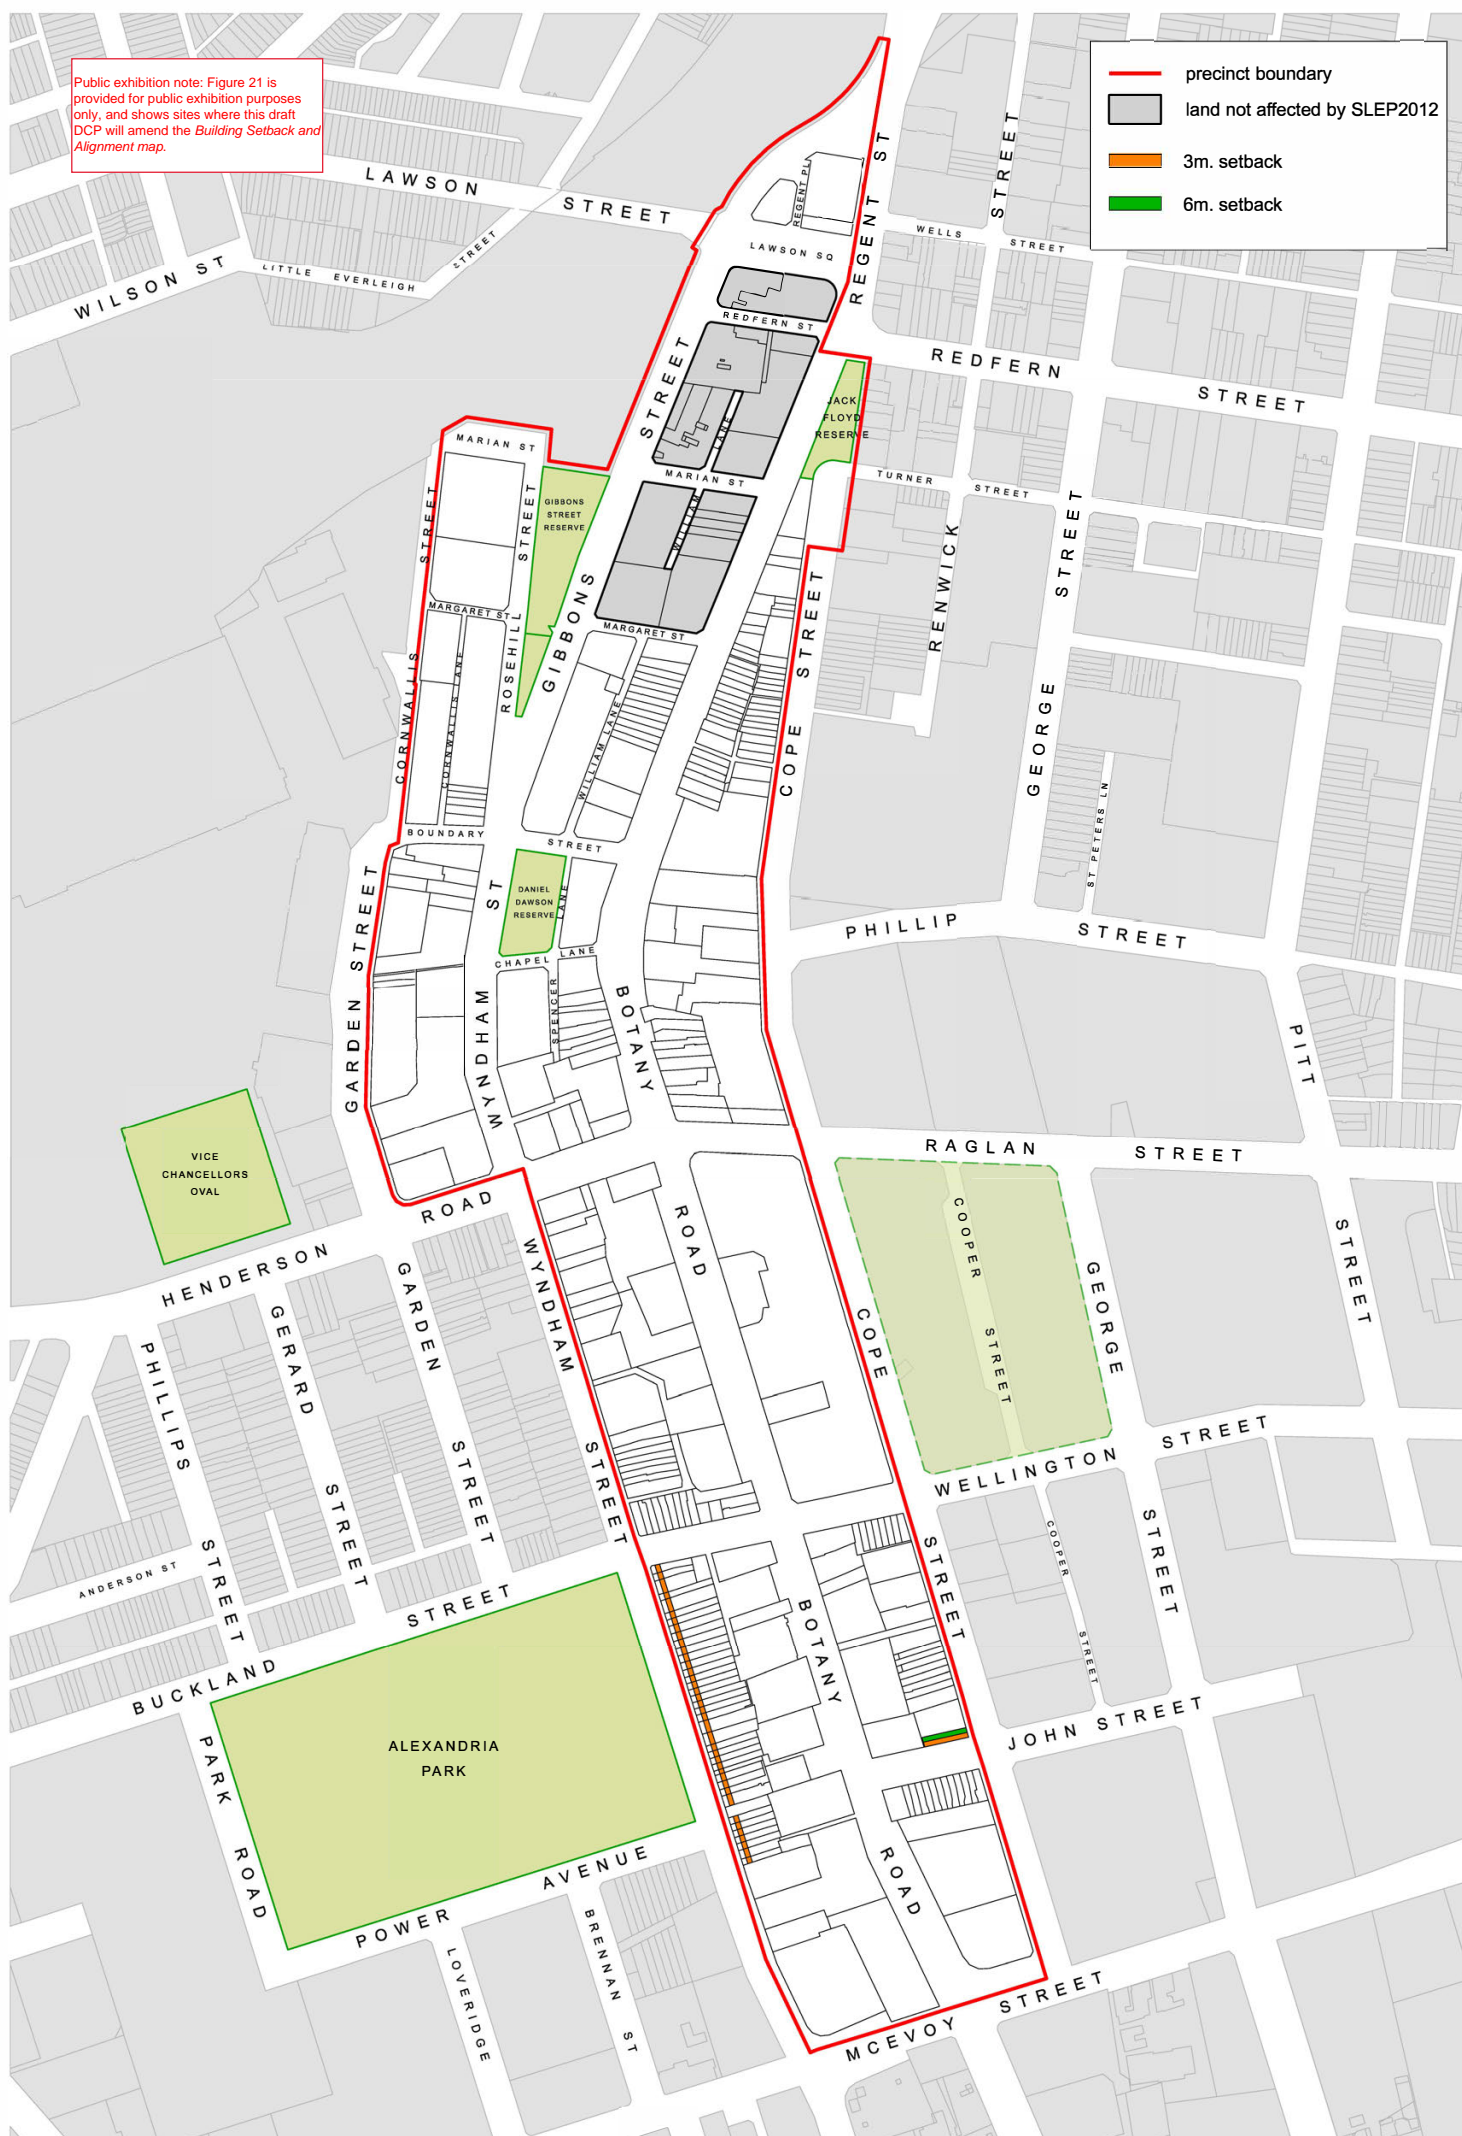 Public exhibition note: Figure 21 is
provided for public exhibition purposes
only, and shows sites where this draft
DCP will amend the Building Setback and
Alignment map.
precinct boundary
land not affected by SLEP2012
3m. setback
6m. setback
LAWSON STREET
WILSON ST
LITTLE EVERLEIGH STREET
REGENT PL
REGENT ST
LAWSON SQ
WELLS STREET
STREET
REDFERN ST
REDFERN STREET
JACK
FLOYD
RESERVE
MARIAN ST
MARIAN ST
LANE
TURNER STREET
GIBBONS
STREET
RESERVE
GIBBONS STREET
CORNWALLIS STREET
ROSEHILL STREET
WILLIAM
MARGARET ST
MARGARET ST
CORNWALLIS LANE
WILLIAM LANE
COPE STREET
RENWICK
GEORGE STREET
ST PETERS LN
BOUNDARY STREET
GARDEN STREET
DANIEL
DAWSON
RESERVE
LANE
PHILLIP STREET
CHAPEL LANE
SPENCER
WYNDHAM ST
BOTANY ROAD
PITT STREET
VICE
CHANCELLORS
OVAL
RAGLAN STREET
HENDERSON ROAD
COOPER STREET
GEORGE STREET
WYNDHAM STREET
COPE STREET
PHILLIPS STREET
GERARD STREET
GARDEN STREET
WELLINGTON STREET
COOPER STREET
ANDERSON ST
BUCKLAND STREET
BOTANY ROAD
JOHN STREET
ALEXANDRIA
PARK
PARK ROAD
POWER AVENUE
LOVERIDGE
BRENNAN ST
MCEVOY STREET